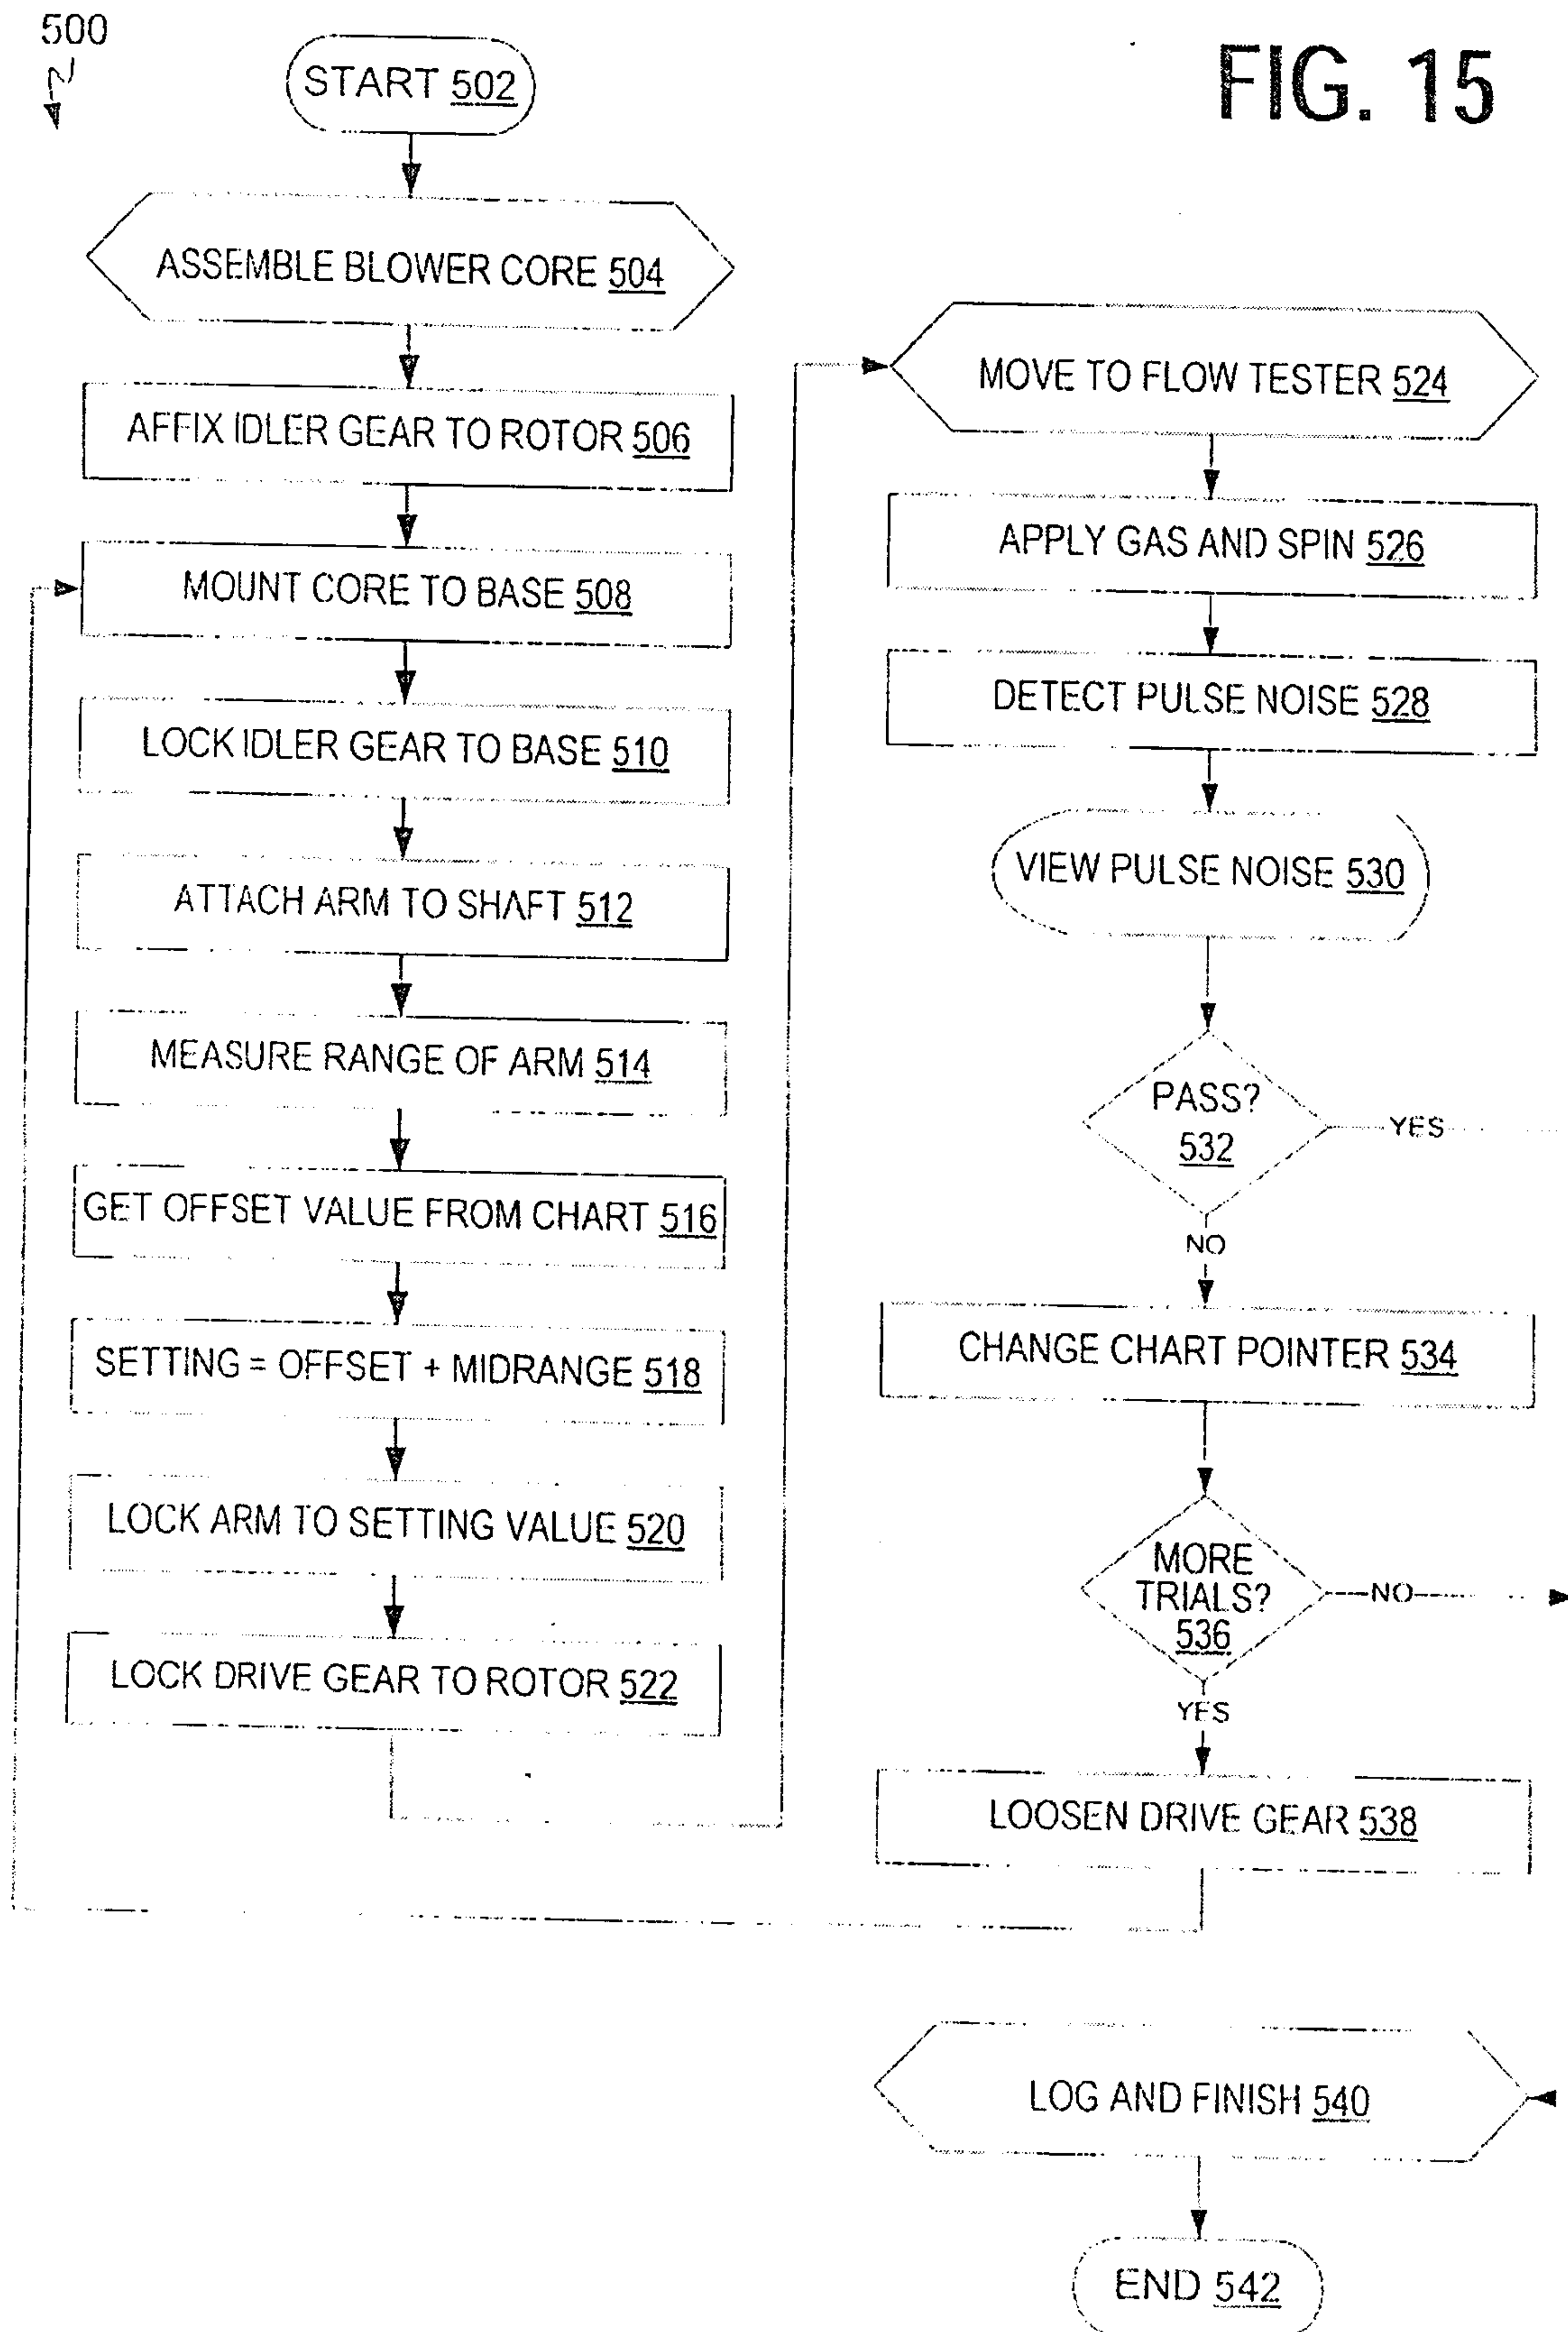 500
START 502
FIG. 15
ASSEMBLE BLOWER CORE 504
AFFIX IDLER GEAR TO ROTOR 506
MOUNT CORE TO BASE 508
LOCK IDLER GEAR TO BASE 510
ATTACH ARM TO SHAFT 512
MEASURE RANGE OF ARM 514
GET OFFSET VALUE FROM CHART 516
SETTING = OFFSET + MIDRANGE 518
LOCK ARM TO SETTING VALUE 520
LOCK DRIVE GEAR TO ROTOR 522
MOVE TO FLOW TESTER 524
APPLY GAS AND SPIN 526
DETECT PULSE NOISE 528
VIEW PULSE NOISE 530
PASS?
532
YES
NO
CHANGE CHART POINTER 534
MORE
TRIALS?
536
NO
YES
LOOSEN DRIVE GEAR 538
LOG AND FINISH 540
END 542